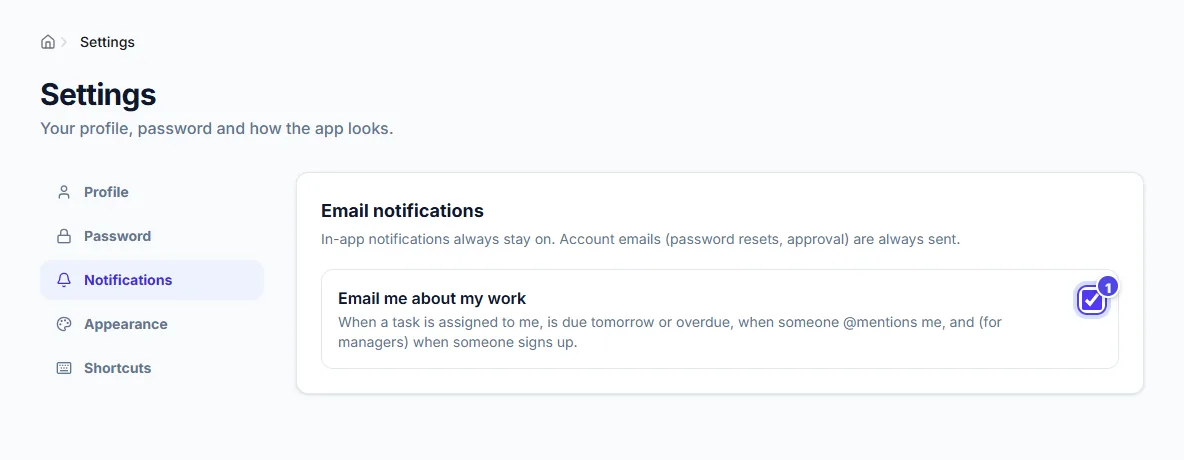 Settings
Settings
Your profile, password and how the app looks.
Profile
Password
Notifications
Appearance
Shortcuts
Email notifications
In-app notifications always stay on. Account emails (password resets, approval) are always sent.
Email me about my work
1
When a task is assigned to me, is due tomorrow or overdue, when someone @mentions me, and (for
managers) when someone signs up.